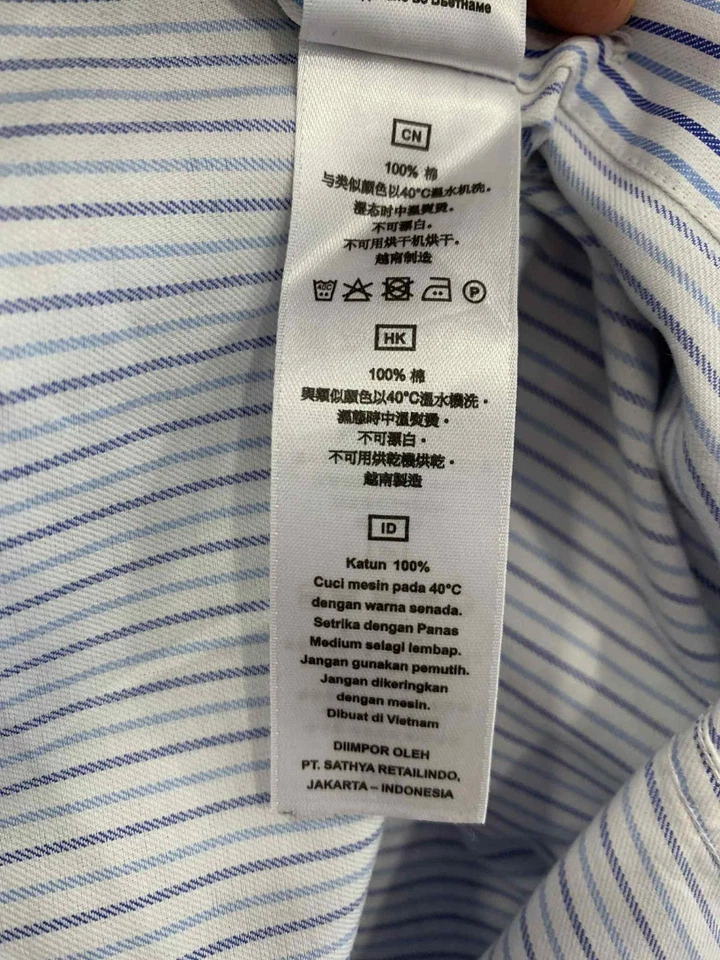 во Вьетнаме
CN
100% 棉
与类似颜色以40°C温水机洗。
湿态时中温熨烫。
不可漂白。
不可用烘干机烘干。
越南制造
40C
P
HK
100% 棉
與類似顏色以40°C溫水機洗。
濕態時中溫熨燙。
不可漂白。
不可用烘乾機烘乾。
越南製造
ID
Katun 100%
Cuci mesin pada 40°C
dengan warna senada.
Setrika dengan Panas
Medium selagi lembap.
Jangan gunakan pemutih.
Jangan dikeringkan
dengan mesin.
Dibuat di Vietnam
DIIMPOR OLEH
PT. SATHYA RETAILINDO,
JAKARTA – INDONESIA